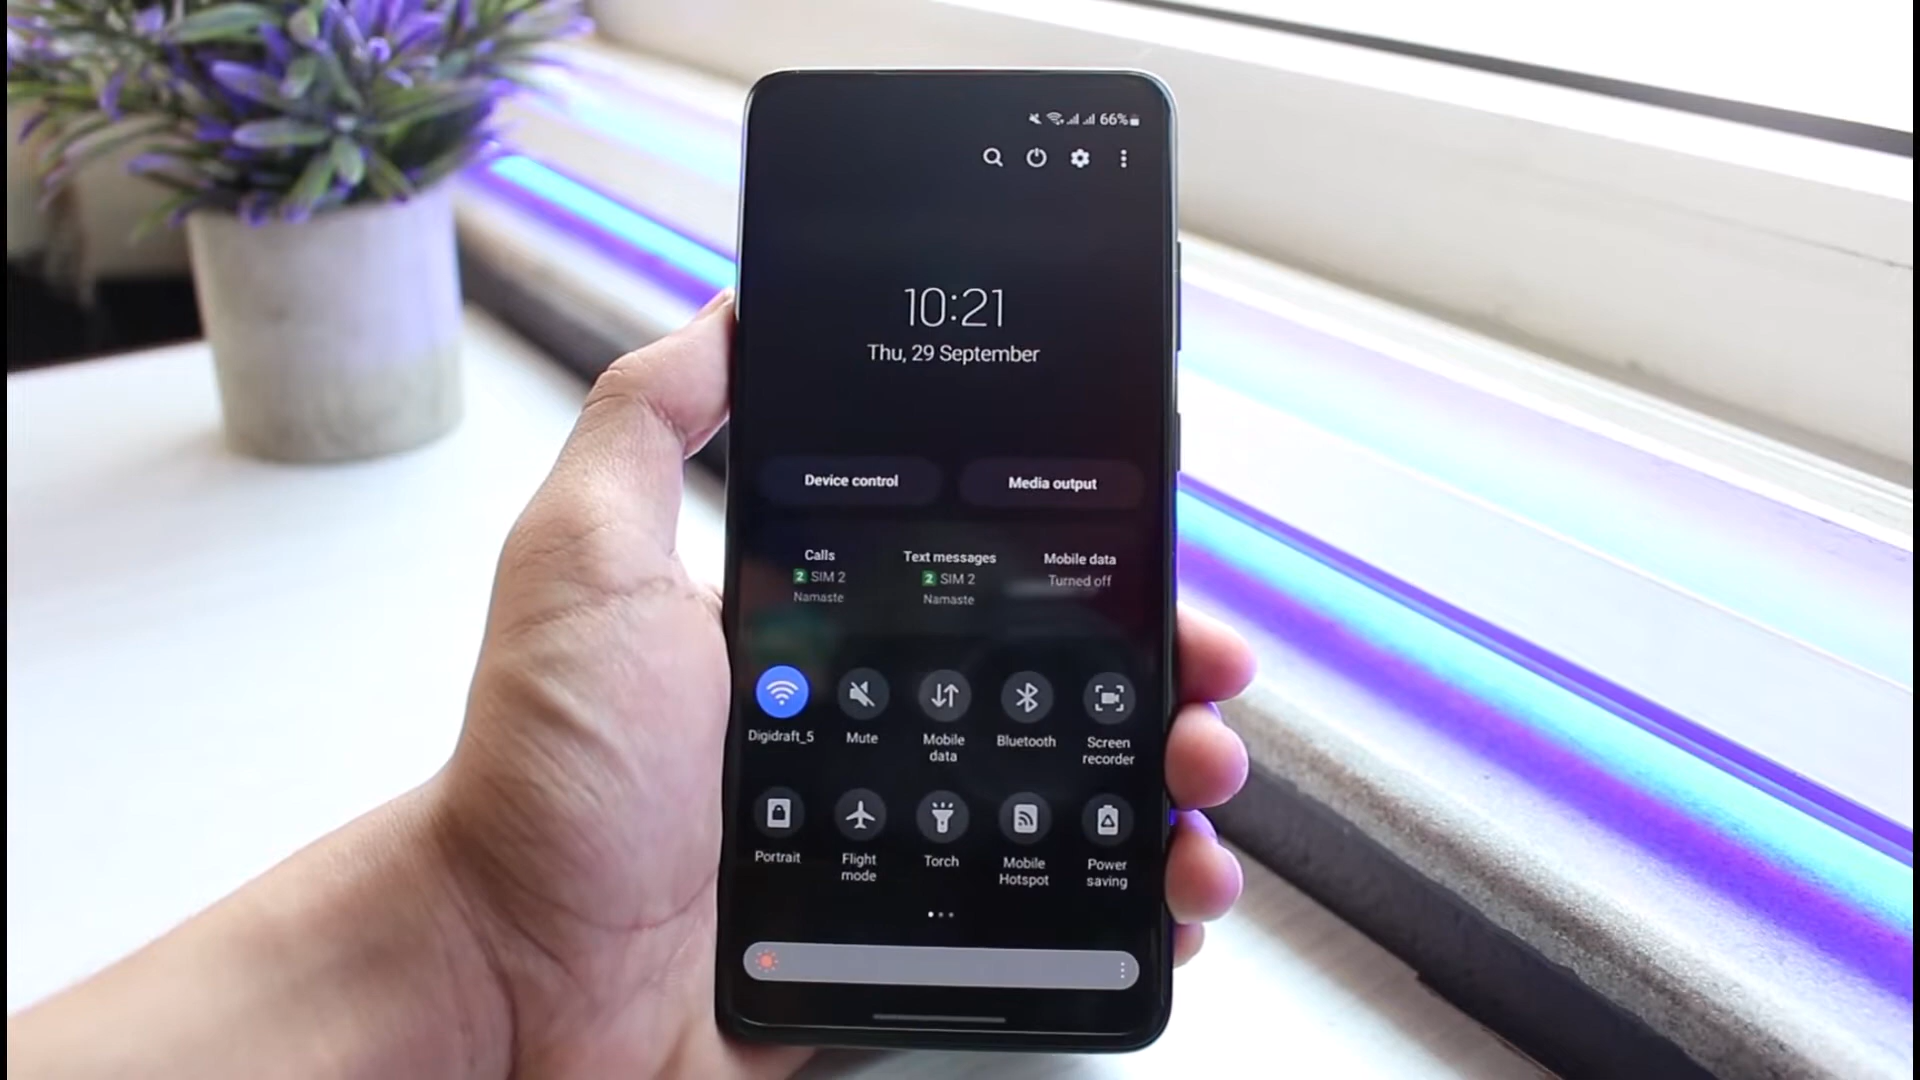 66%
10:21
Thu, 29 September
Device control
Media output
Calls
Text messages
Mobile data
2 SIM 2
2 SIM 2
Turned off
Namaste
Namaste
Digidraft_5
Mute
Mobile data
Bluetooth
Screen recorder
Portrait
Flight mode
Torch
Mobile Hotspot
Power saving